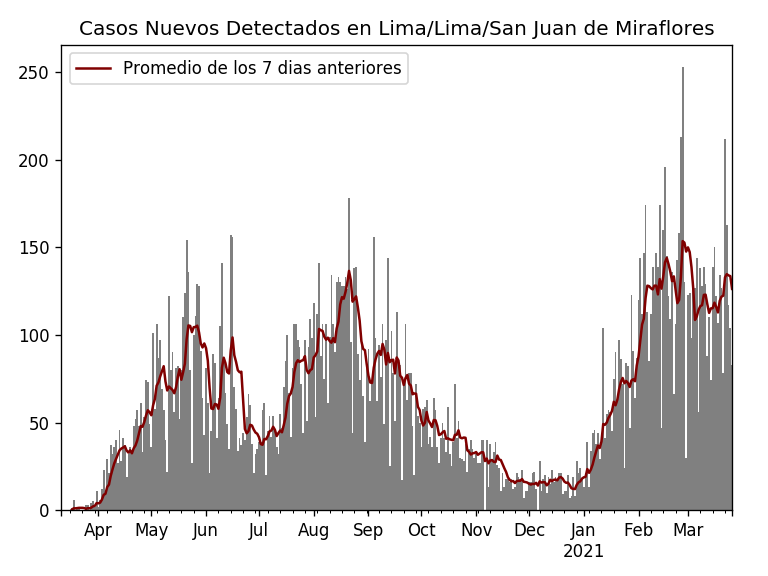 Casos Nuevos Detectados en Lima/Lima/San Juan de Miraflores
Promedio de los 7 dias anteriores
250
200
150
100
50
0
Apr May Jun Jul Aug Sep Oct Nov Dec Jan Feb Mar
2021